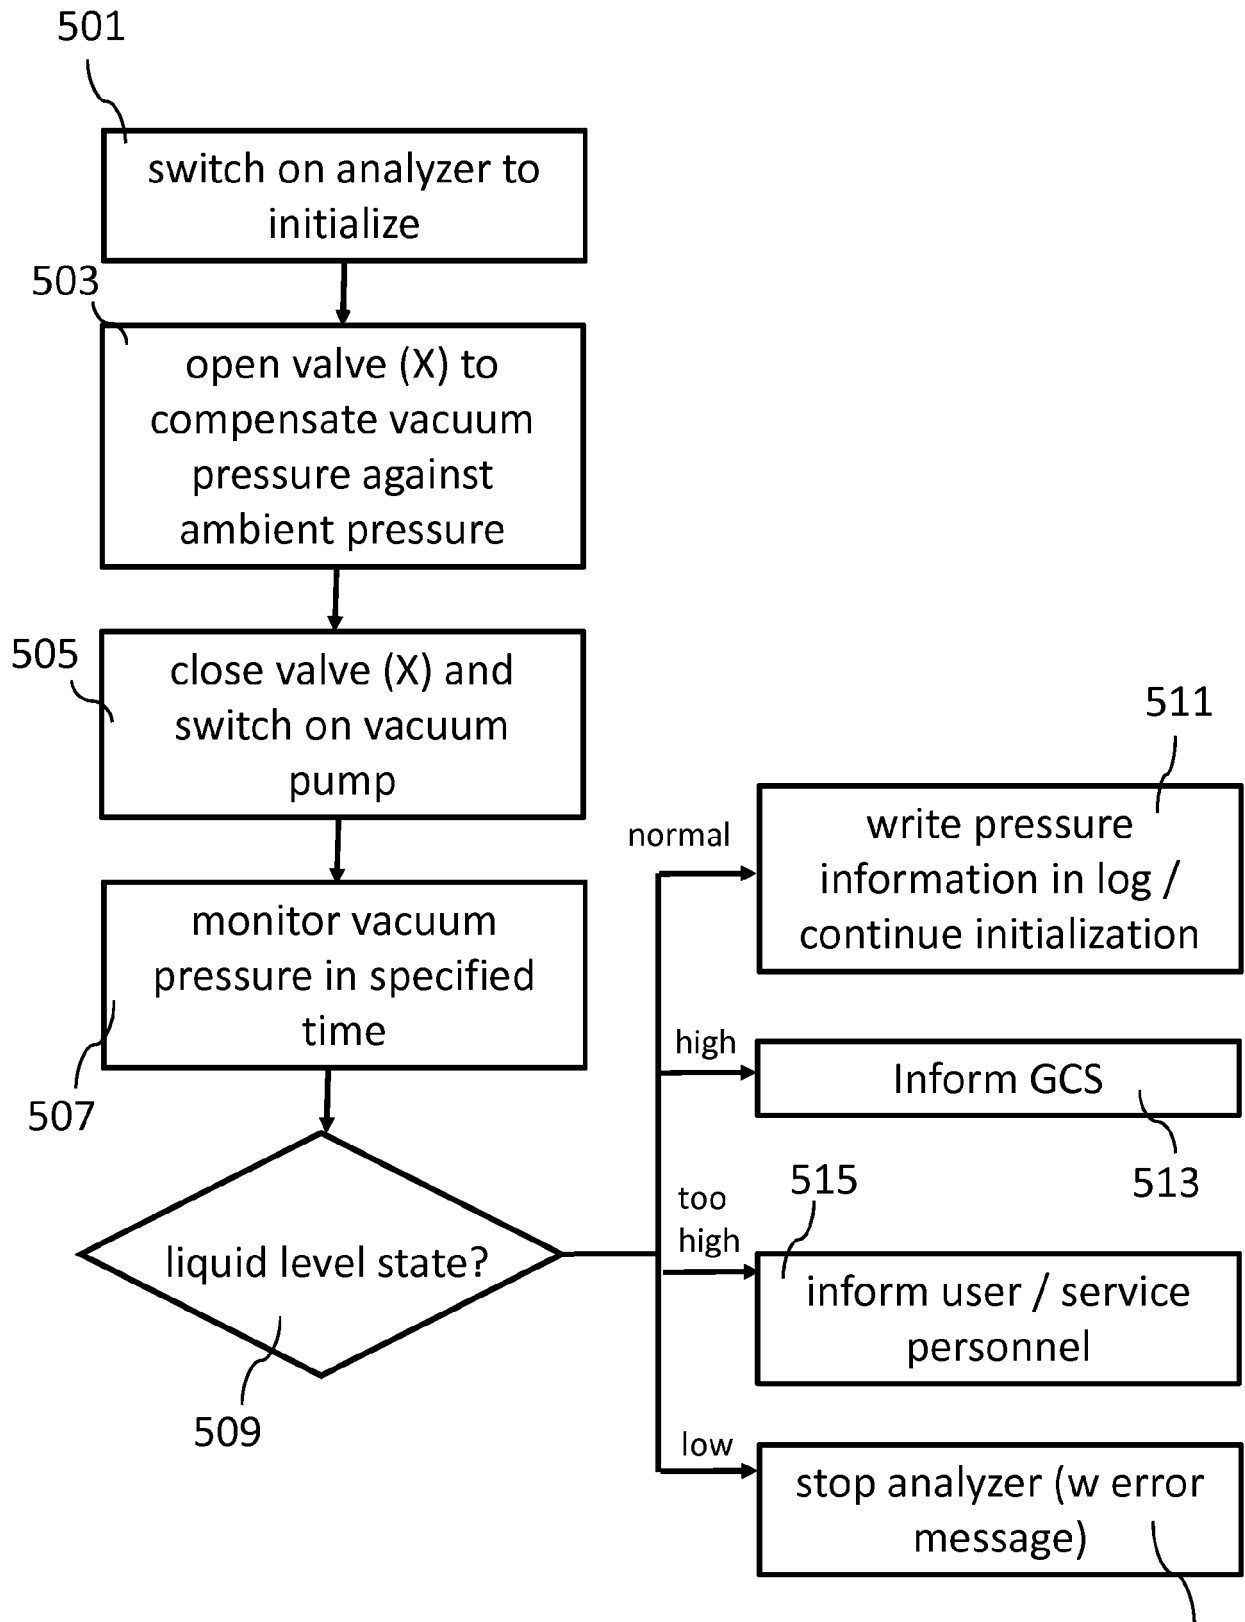 501
switch on analyzer to
initialize
503
open valve (X) to
compensate vacuum
pressure against
ambient pressure
505
close valve (X) and
switch on vacuum
pump
monitor vacuum
pressure in specified
time
507
liquid level state?
509
normal
511
write pressure
information in log /
continue initialization
high
Inform GCS
513
too
high
515
inform user / service
personnel
low
stop analyzer (w error
message)